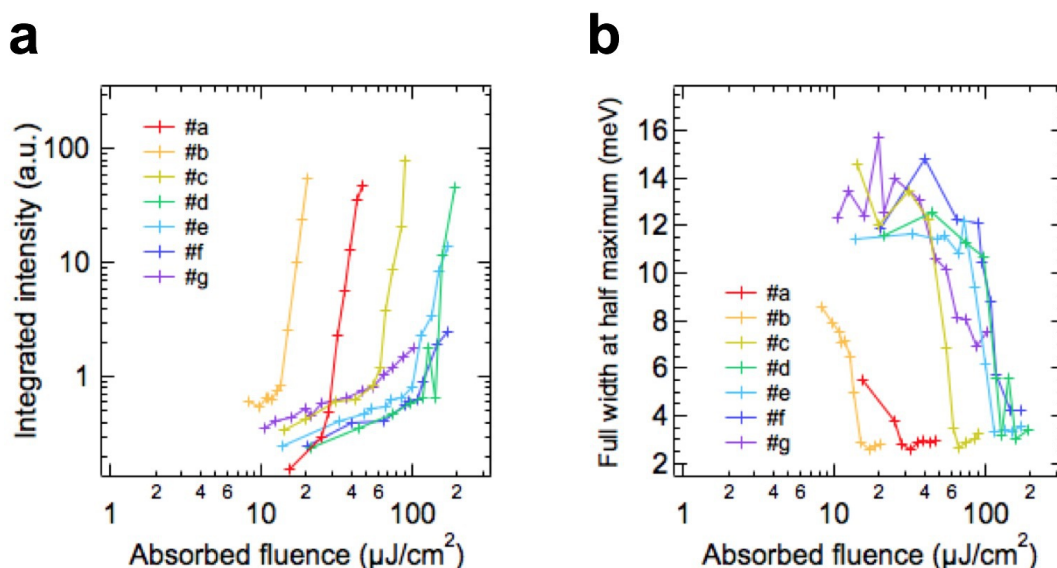 a
Integrated intensity (a.u.)
100
10
1
#a
#b
#c
#d
#e
#f
#g
2 4 6 2 4 6 2
1 10 100
Absorbed fluence (µJ/cm²)
b
Full width at half maximum (meV)
16
14
12
10
8
6
4
2
#a
#b
#c
#d
#e
#f
#g
2 4 6 2 4 6 2
1 10 100
Absorbed fluence (µJ/cm²)